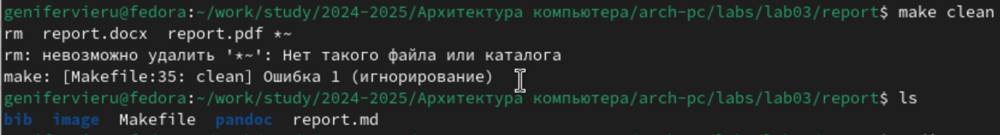 genifervieru@fedora:~/work/study/2024-2025/Архитектура компьютера/arch-pc/labs/lab03/report$ make clean
rm  report.docx  report.pdf *~
rm: невозможно удалить '*~': Нет такого файла или каталога
make: [Makefile:35: clean] Ошибка 1 (игнорирование)
genifervieru@fedora:~/work/study/2024-2025/Архитектура компьютера/arch-pc/labs/lab03/report$ ls
bib  image  Makefile  pandoc  report.md